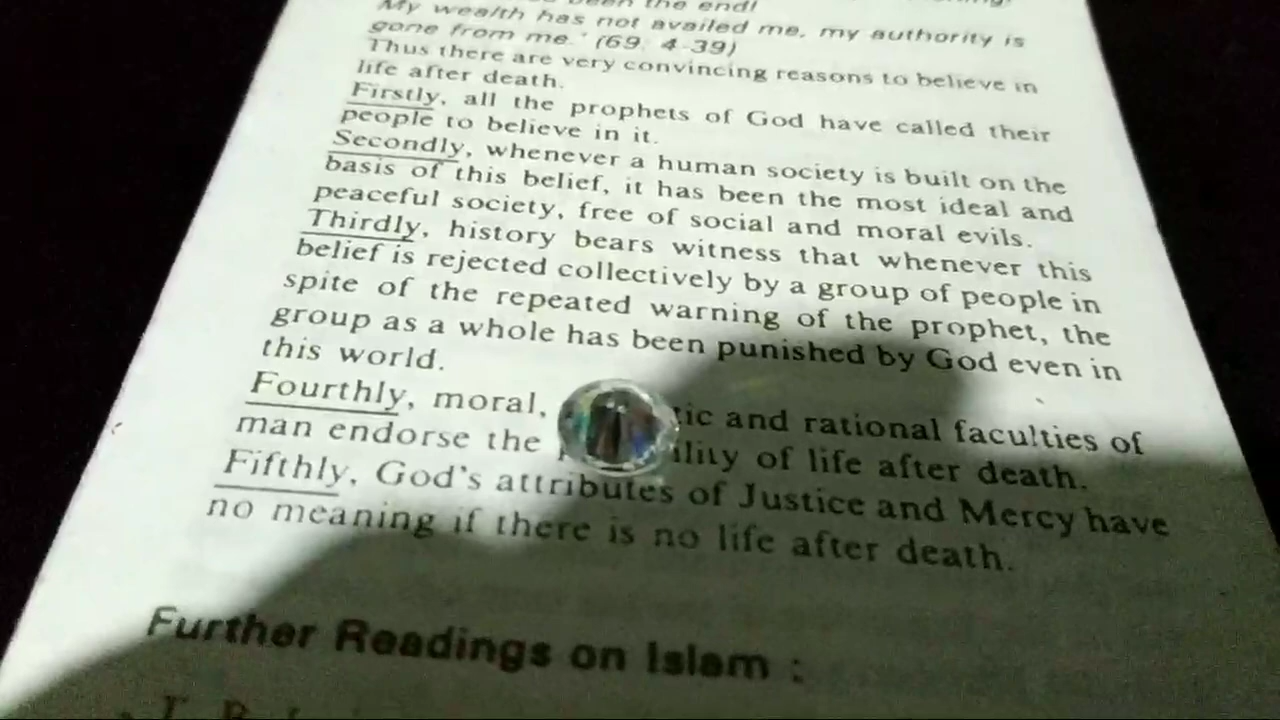 been the end!
My wealth has not availed me, my authority is
gone from me.' (69: 4-39)
Thus there are very convincing reasons to believe in
life after death.
Firstly, all the prophets of God have called their
people to believe in it.
Secondly, whenever a human society is built on the
basis of this belief, it has been the most ideal and
peaceful society, free of social and moral evils.
Thirdly, history bears witness that whenever this
belief is rejected collectively by a group of people in
spite of the repeated warning of the prophet, the
group as a whole has been punished by God even in
this world.
Fourthly, moral, and rational faculties of
man endorse the of life after death.
Fifthly, God's attributes of Justice and Mercy have
no meaning if there is no life after death.
Further Readings on Islam :